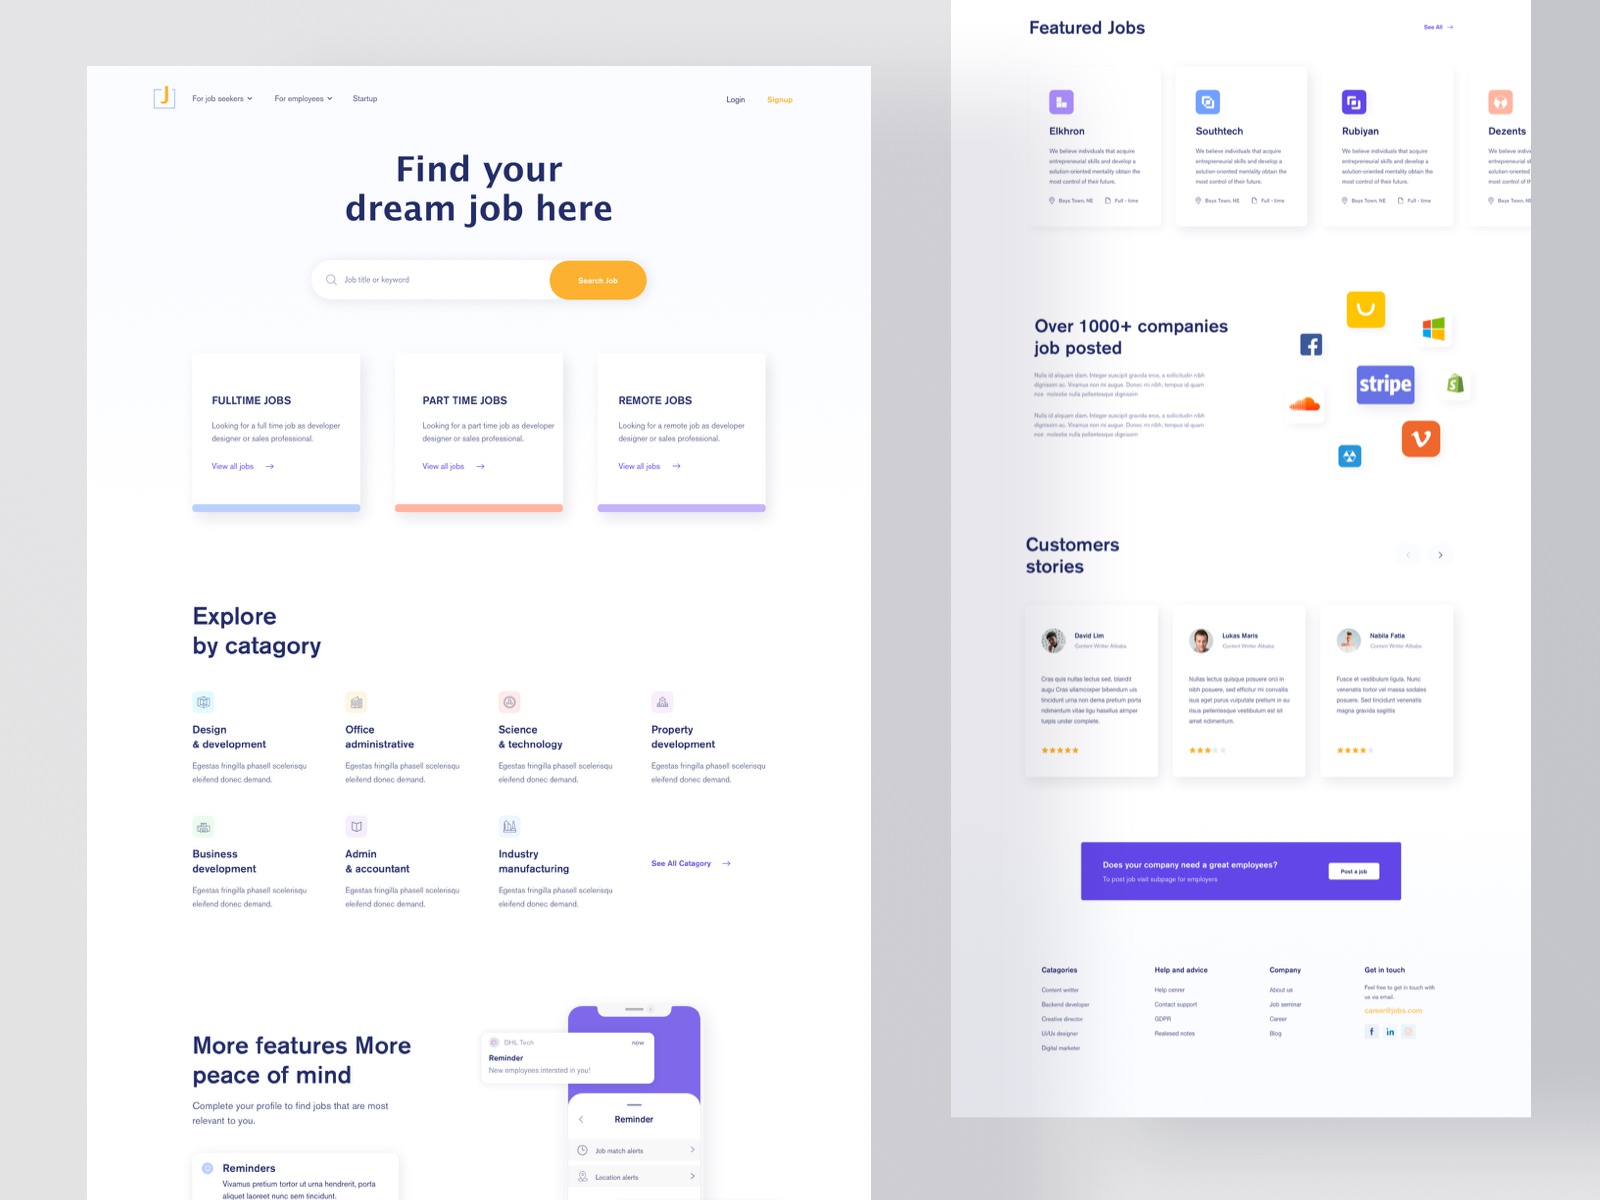 J
For job seekers
For employees
Startup
Login
Signup
Find your
dream job here
Job title or keyword
Search Job
FULLTIME JOBS
Looking for a full time job as developer
designer or sales professional.
View all jobs
PART TIME JOBS
Looking for a part time job as developer
designer or sales professional.
View all jobs
REMOTE JOBS
Looking for a remote job as developer
designer or sales professional.
View all jobs
Explore
by catagory
Design
& development
Egestas fringilla phasell scelerisqu
eleifend donec demand.
Office
administrative
Egestas fringilla phasell scelerisqu
eleifend donec demand.
Science
& technology
Egestas fringilla phasell scelerisqu
eleifend donec demand.
Property
development
Egestas fringilla phasell scelerisqu
eleifend donec demand.
Business
development
Egestas fringilla phasell scelerisqu
eleifend donec demand.
Admin
& accountant
Egestas fringilla phasell scelerisqu
eleifend donec demand.
Industry
manufacturing
Egestas fringilla phasell scelerisqu
eleifend donec demand.
See All Catagory
More features More
peace of mind
Complete your profile to find jobs that are most
relevant to you.
Reminders
Vivamus pretium tortor ut urna hendrerit, porta
aliquet laoreet nunc sem tincidunt.
DHL Tech
now
Reminder
New employees intersted in you!
Reminder
Job match alerts
Location alerts
Featured Jobs
See All
Elkhron
We believe individuals that acquire
entrepreneurial skills and develop a
solution-oriented mentality obtain the
most control of their future.
Boys Town, NE
Full - time
Southtech
We believe individuals that acquire
entrepreneurial skills and develop a
solution-oriented mentality obtain the
most control of their future.
Boys Town, NE
Full - time
Rubiyan
We believe individuals that acquire
entrepreneurial skills and develop a
solution-oriented mentality obtain the
most control of their future.
Boys Town, NE
Full - time
Dezents
We believe indivi
entrepreneurial s
solution-oriented
most control of th
Boys Town, NE
Over 1000+ companies
job posted
Nulla id aliquam diam. Integer suscipit gravida eros, a sollicitudin nibh
dignissim ac. Vivamus non mi augue. Donec mi nibh, tempus id quam
non molestie nulla pellentesque dignissim
Nulla id aliquam diam. Integer suscipit gravida eros, a sollicitudin nibh
dignissim ac. Vivamus non mi augue. Donec mi nibh, tempus id quam
non molestie nulla pellentesque dignissim
stripe
Customers
stories
David Lim
Content Writer Alibaba
Cras quis nullas lectus sed, blandit
augu Cras ullamcorper bibendum uis
tincidunt urna non dema pretium porta
ndimentum vitae ligu hasellus
turpis under complete.
Lukas Maris
Content Writer Alibaba
Nullas lectus quisque posuere orci in
nibh posuere, sed efficitur mi convallis
isus eget purus vulputate pretium in eu
risus pellentesque vestibulum est sit
amet ndimentum.
Nabila Fatia
Content Writer Alibaba
Fusce et vestibulum ligula. Nunc
venenatis tortor vel massa sodales
posuere. Sed tincidunt venenatis
magna gravida sagittis
Does your company need a great employees?
To post job visit subpage for employers
Post a job
Catagories
Content writter
Backend developer
Creative director
Ui/Ux designer
Digital marketer
Help and advice
Help cenrer
Contact support
GDPR
Realesed notes
Company
About us
Job seminar
Career
Blog
Get in touch
Feel free to get in touch with
us via email.
career@jobs.com
f
in